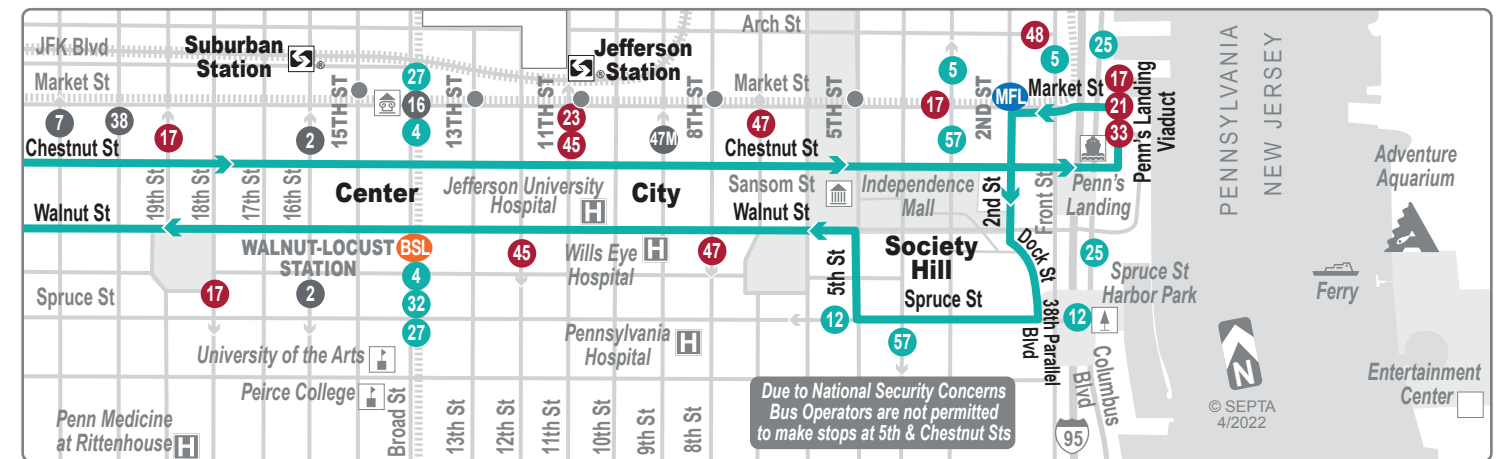 Arch St
48
25
JFK Blvd
Suburban
Station
®
Jefferson
Station
®
5
5
27
Market St
Market St
Market St
17
16
17
MFL
21
7
38
17
2
15TH ST
4
13TH ST
11TH ST
23
45
47M
8TH ST
47
5TH ST
57
2ND ST
33
Penn's Landing
Viaduct
PENNSYLVANIA
NEW JERSEY
Chestnut St
Chestnut St
Adventure
Aquarium
19th St
18th St
17th St
16th St
Center
Jefferson University
Hospital
H
City
Sansom St
Independence
Mall
2nd St
Front St
Penn's
Landing
Walnut St
Walnut St
WALNUT-LOCUST
STATION
BSL
45
Wills Eye
Hospital
H
47
5th St
Society
Hill
Dock St
25
Spruce St
Harbor Park
Ferry
4
Spruce St
17
2
32
Spruce St
12
38th Parallel
Blvd
12
27
Pennsylvania
Hospital
H
57
University of the Arts
Peirce College
Columbus
Blvd
N
Due to National Security Concerns
Bus Operators are not permitted
to make stops at 5th & Chestnut Sts
Entertainment
Center
© SEPTA
4/2022
Penn Medicine
at Rittenhouse
H
Broad St
13th St
12th St
11th St
10th St
9th St
8th St
95